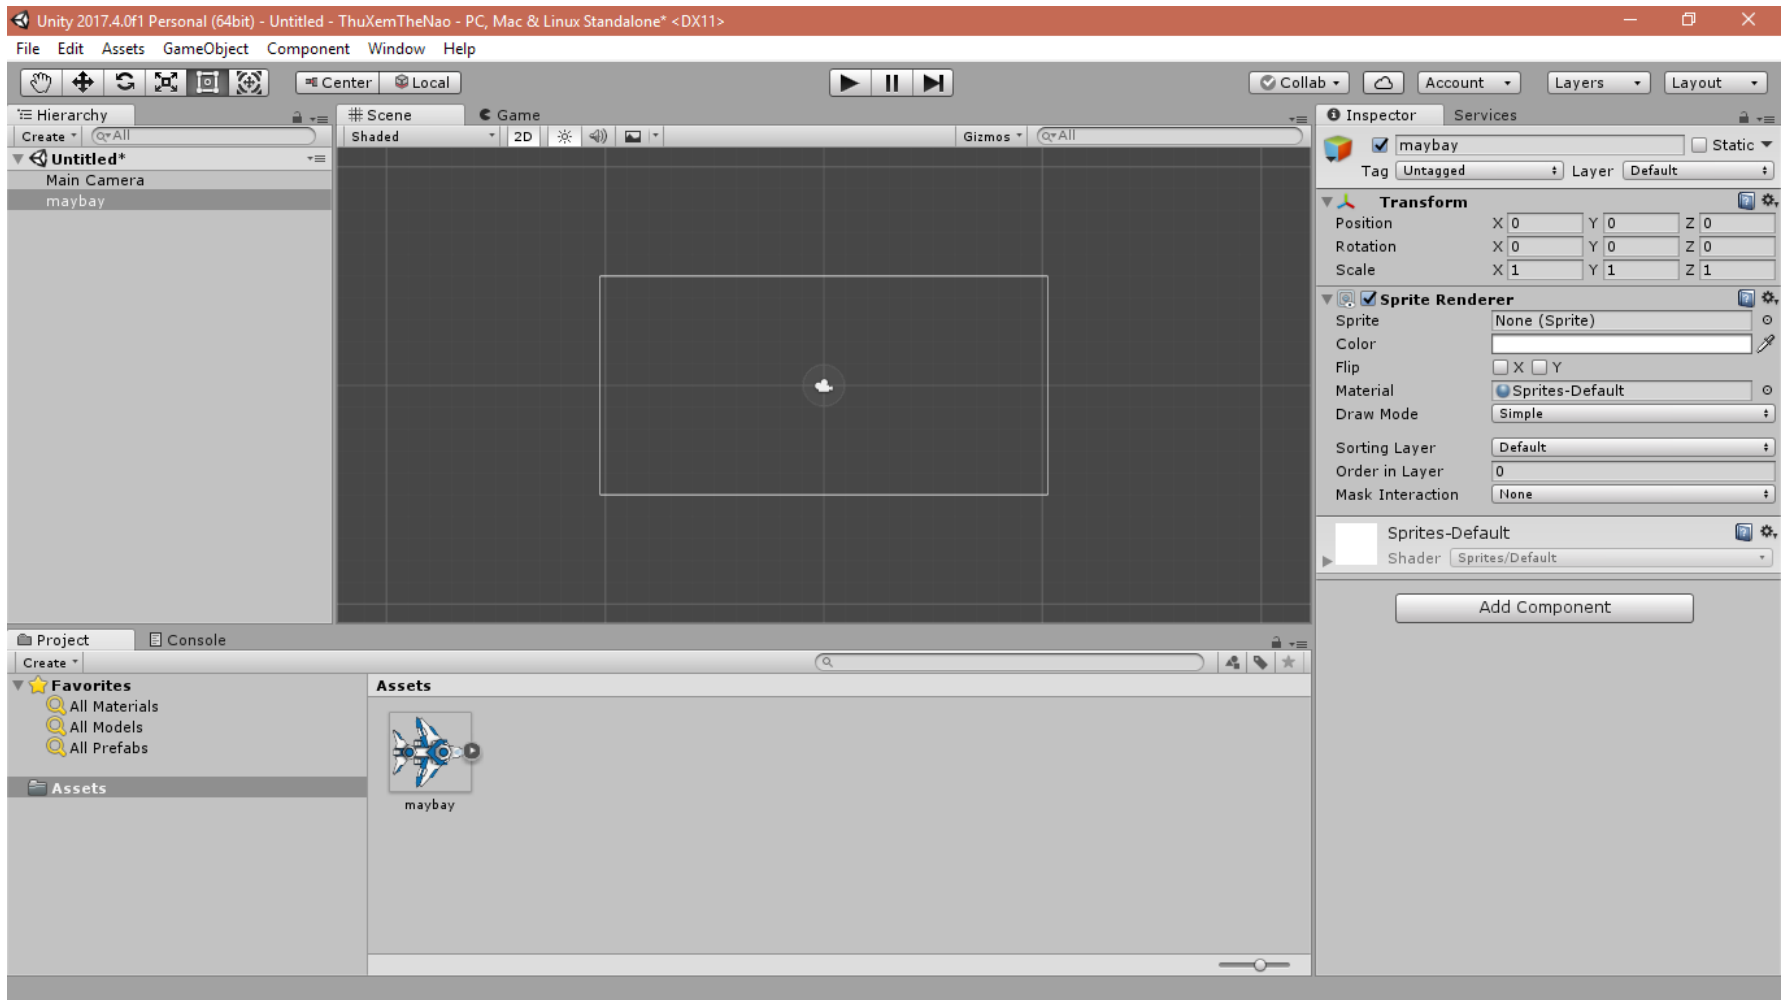 Unity 2017.4.0f1 Personal (64bit) - Untitled - ThuXemTheNao - PC, Mac & Linux Standalone* <DX11>
File Edit Assets GameObject Component Window Help
Center Local Collab Account Layers Layout
Hierarchy
Create All
Untitled*
Main Camera
maybay
Scene Game
Shaded 2D Gizmos All
Inspector Services
maybay Static
Tag Untagged Layer Default
Transform
Position X 0 Y 0 Z 0
Rotation X 0 Y 0 Z 0
Scale X 1 Y 1 Z 1
Sprite Renderer
Sprite None (Sprite)
Color
Flip X Y
Material Sprites-Default
Draw Mode Simple
Sorting Layer Default
Order in Layer 0
Mask Interaction None
Sprites-Default
Shader Sprites/Default
Add Component
Project Console
Create
Favorites
All Materials
All Models
All Prefabs
Assets
Assets
maybay